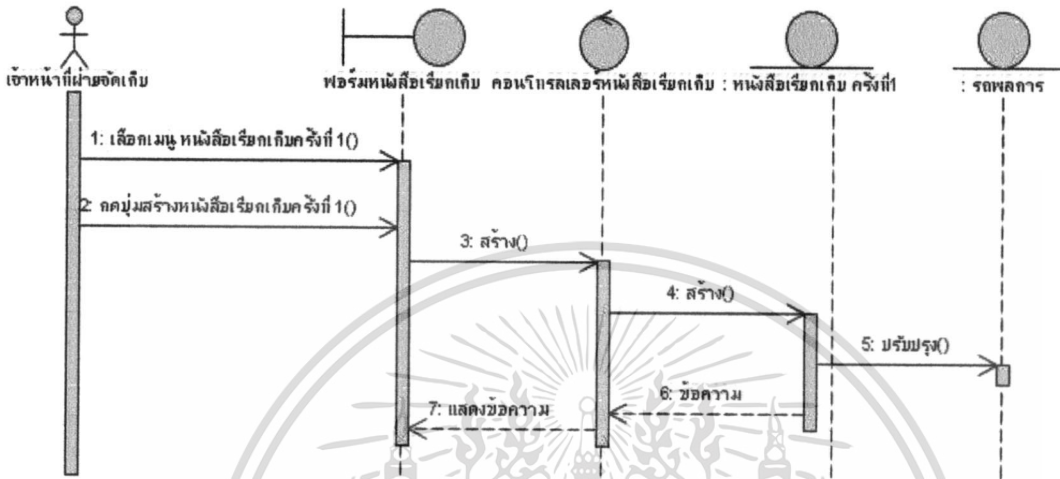 เจ้าหน้าที่ฝ่ายจัดเก็บ
ฟอร์มหนังสือเรียกเก็บ
คอนโทรลเลอร์หนังสือเรียกเก็บ
: หนังสือเรียกเก็บ ครั้งที่1
: รถพลการ
1: เลือกเมนู หนังสือเรียกเก็บครั้งที่ 1()
2: กดปุ่มสร้างหนังสือเรียกเก็บครั้งที่ 1()
3: สร้าง()
4: สร้าง()
5: ปรับปรุง()
6: ข้อความ
7: แสดงข้อความ